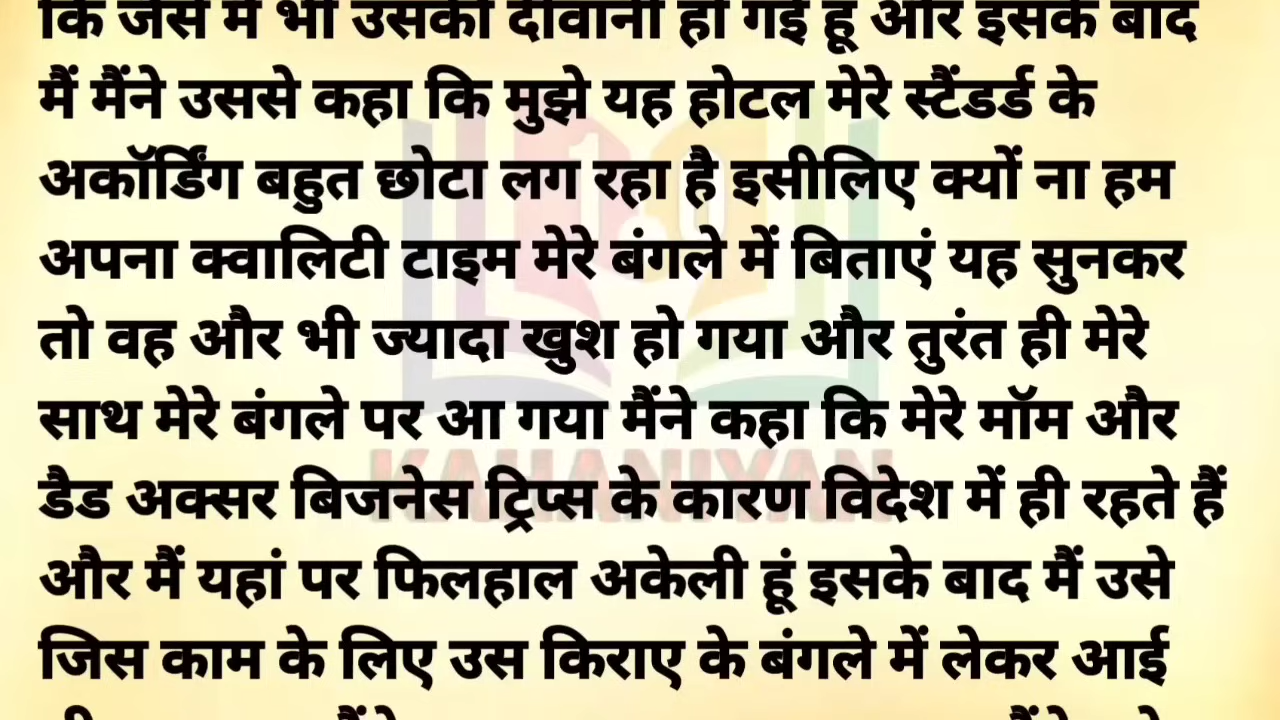 कि जैसे मैं भी उसकी दीवानी हो गई हूं और इसके बाद
मैं मैंने उससे कहा कि मुझे यह होटल मेरे स्टैंडर्ड के
अकॉर्डिंग बहुत छोटा लग रहा है इसीलिए क्यों ना हम
अपना क्वालिटी टाइम मेरे बंगले में बिताएं यह सुनकर
तो वह और भी ज्यादा खुश हो गया और तुरंत ही मेरे
साथ मेरे बंगले पर आ गया मैंने कहा कि मेरे मॉम और
डैड अक्सर बिजनेस ट्रिप्स के कारण विदेश में ही रहते हैं
और मैं यहां पर फिलहाल अकेली हूं इसके बाद मैं उसे
जिस काम के लिए उस किराए के बंगले में लेकर आई
KAHANIYAN